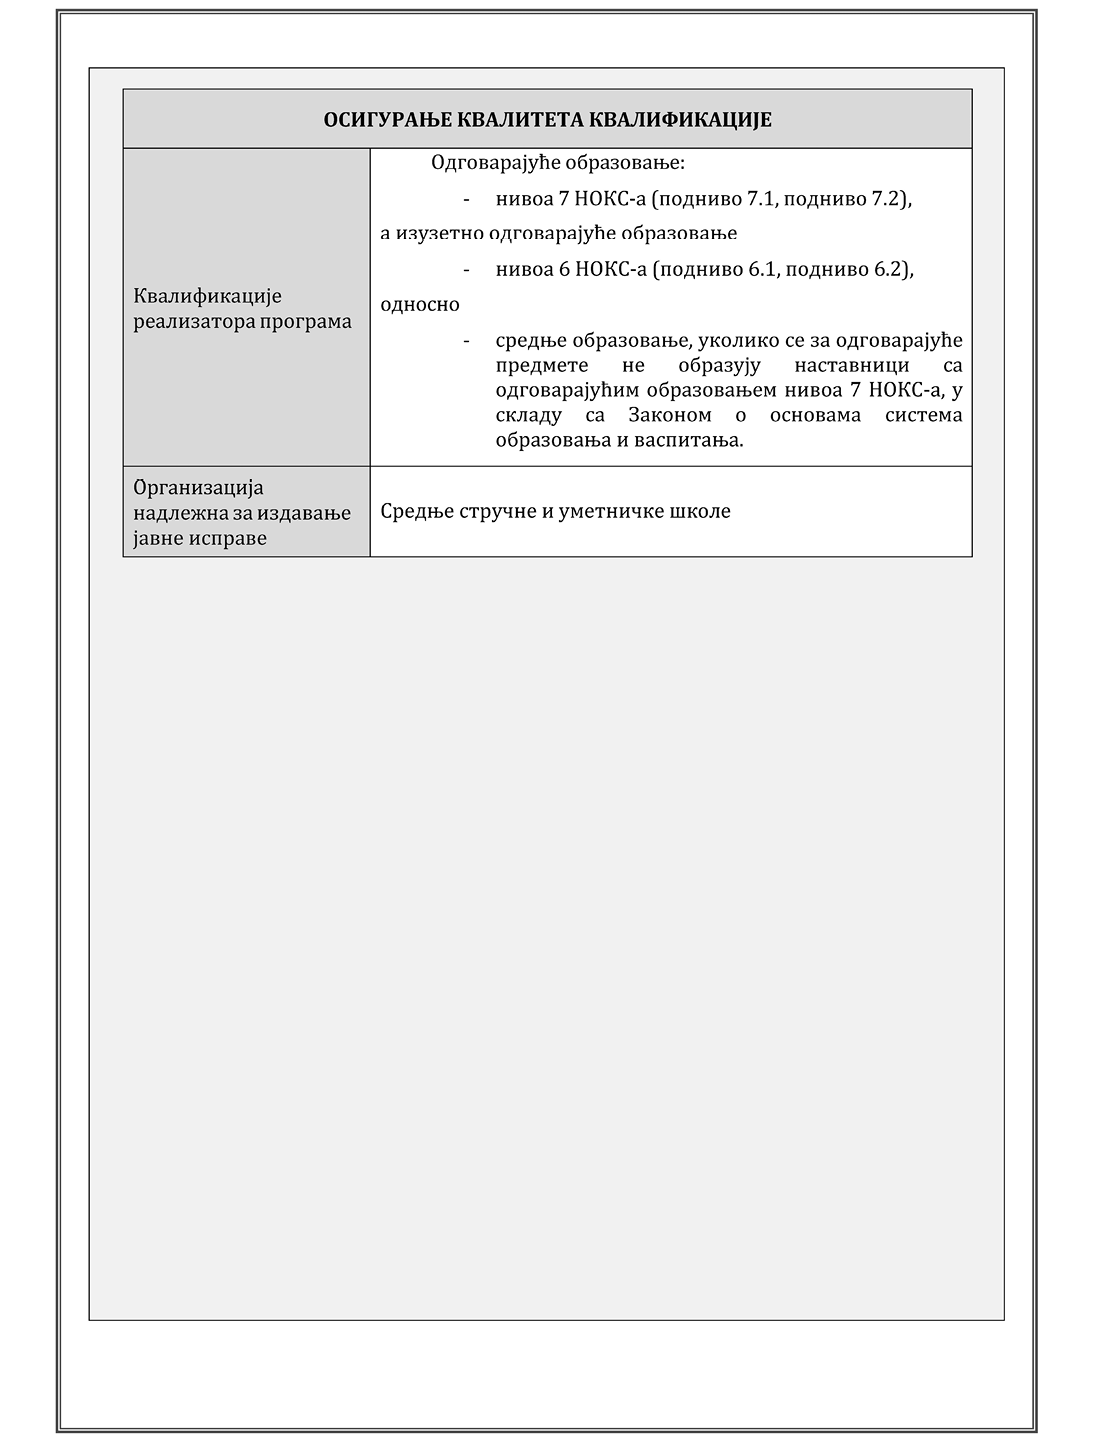 ОСИГУРАЊЕ КВАЛИТЕТА КВАЛИФИКАЦИЈЕ
Квалификације
реализатора програма
Одговарајуће образовање:
- нивоа 7 НОКС-а (подниво 7.1, подниво 7.2),
а изузетно одговарајуће образовање
- нивоа 6 НОКС-а (подниво 6.1, подниво 6.2),
односно
- средње образовање, уколико се за одговарајуће
предмете не образују наставници са
одговарајућим образовањем нивоа 7 НОКС-а, у
складу са Законом о основама система
образовања и васпитања.
Организација
надлежна за издавање
јавне исправе
Средње стручне и уметничке школе